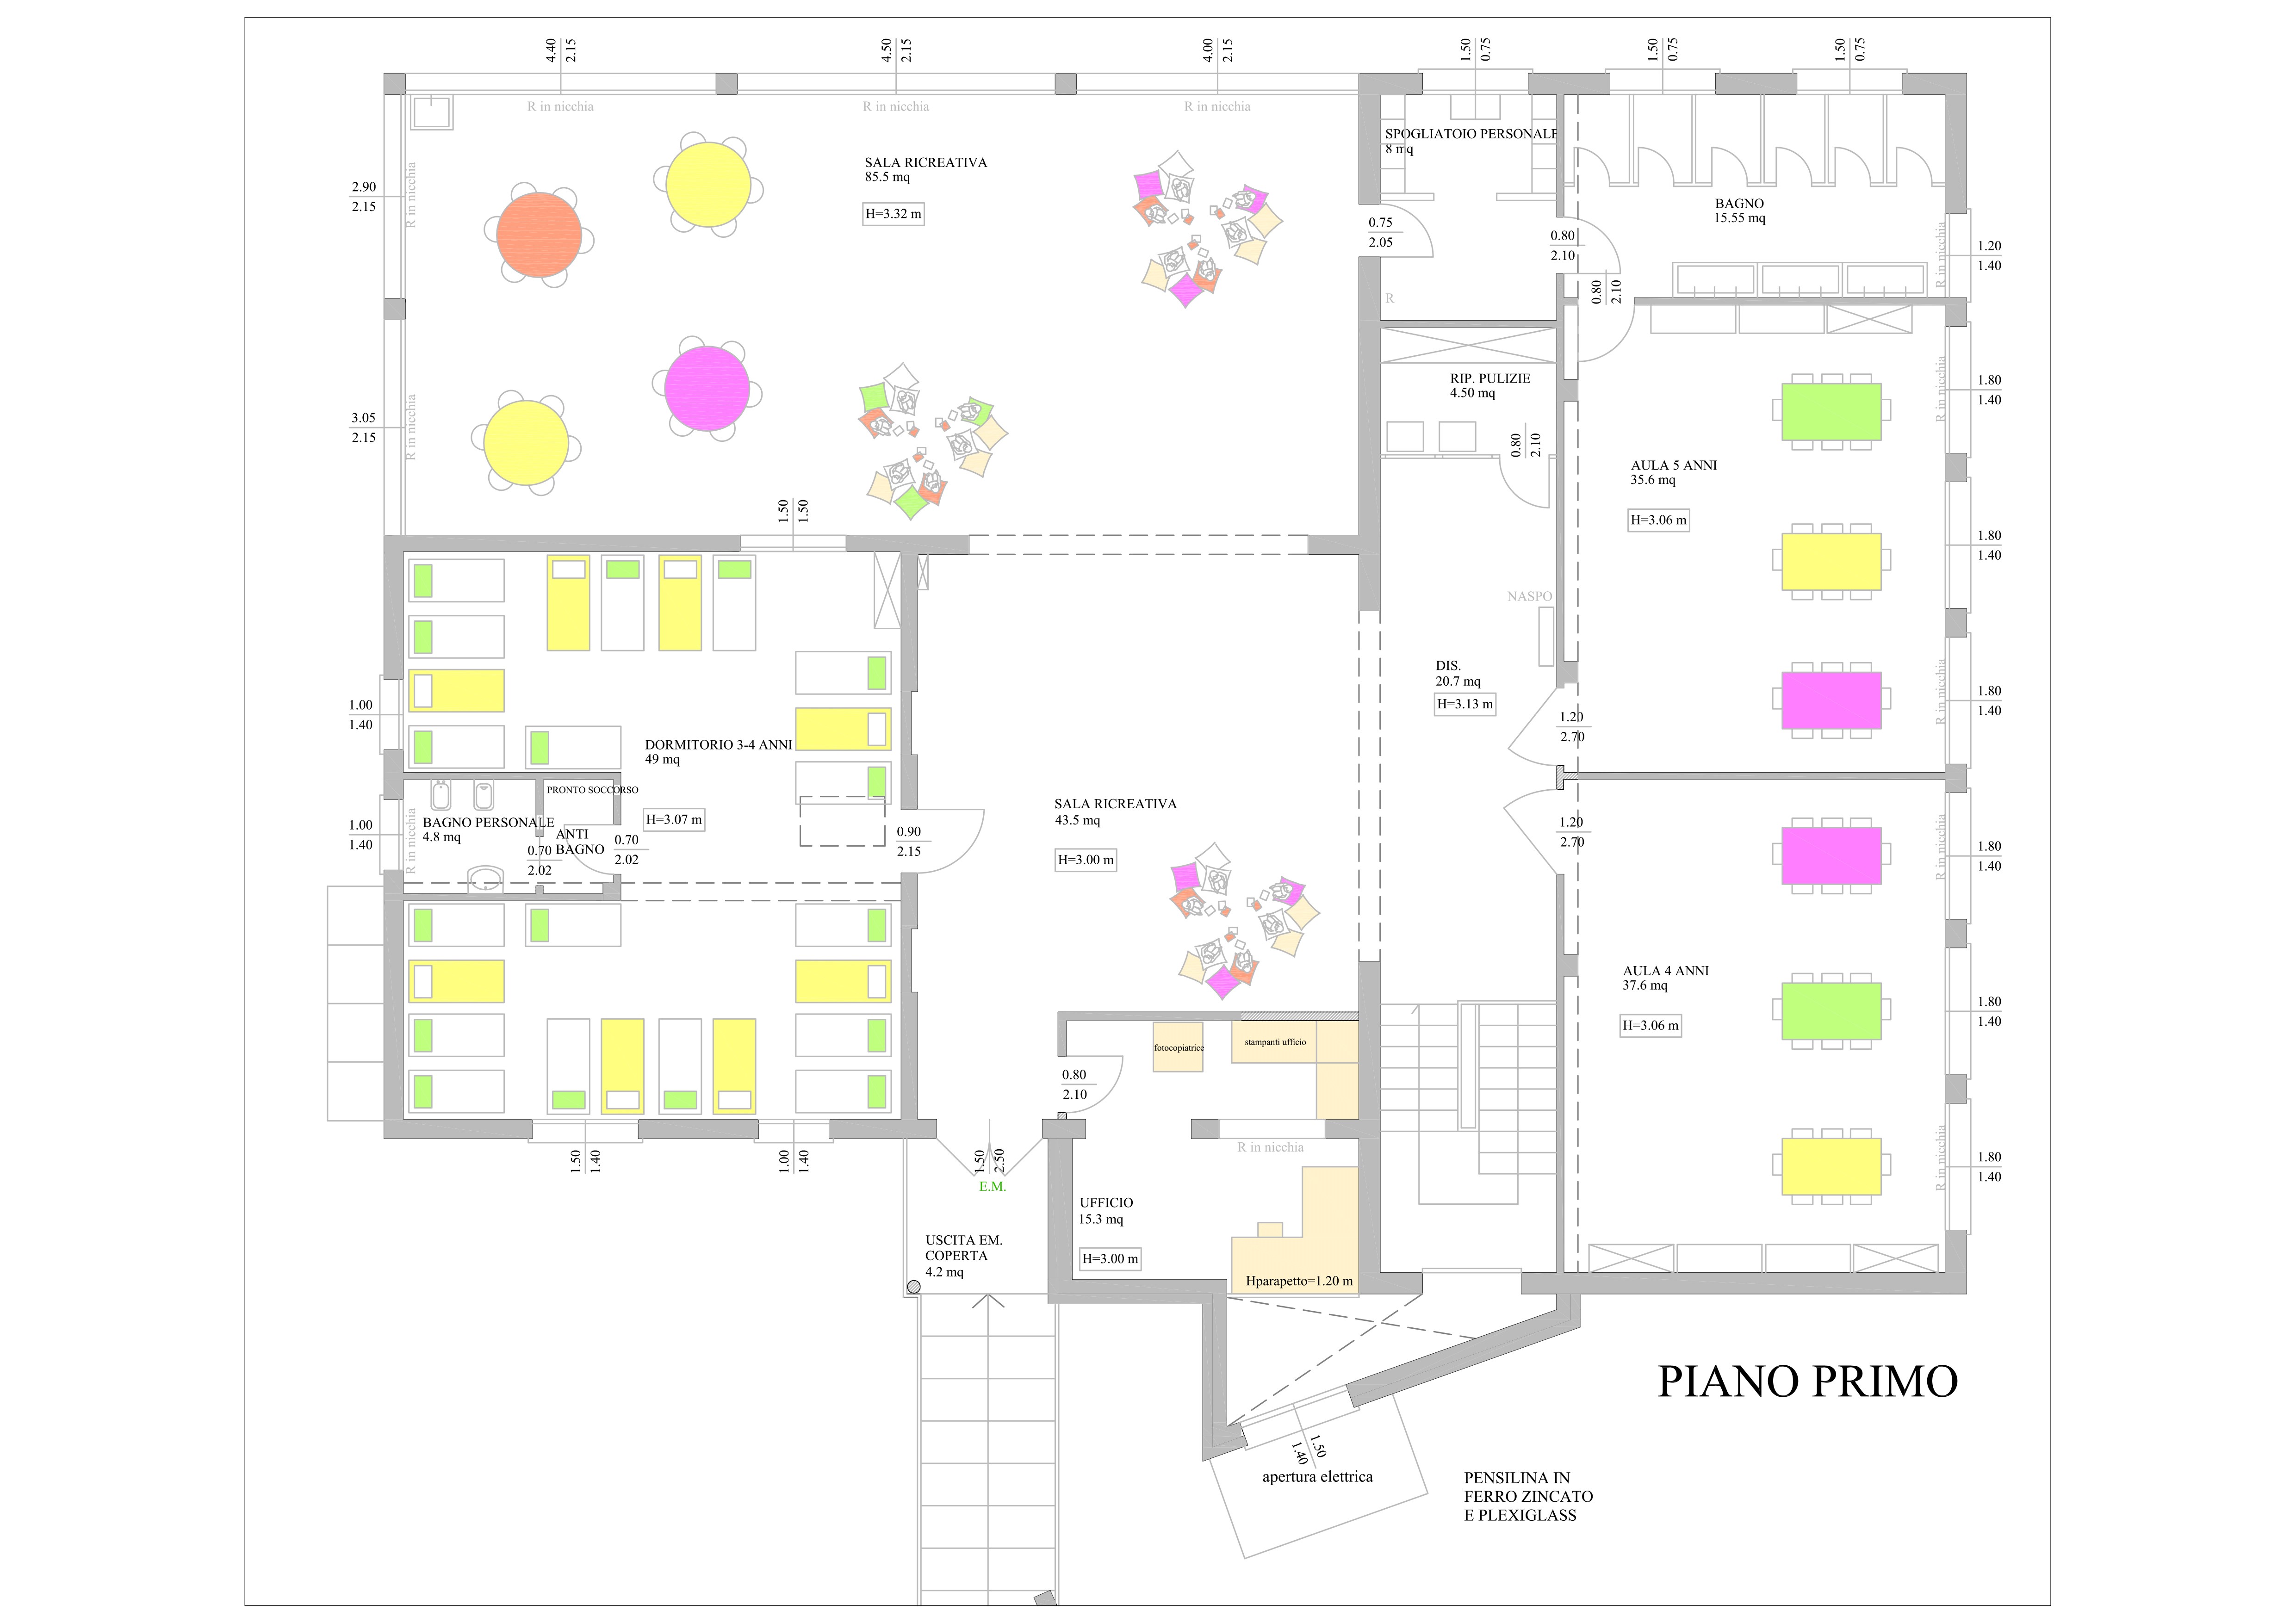 4.40
2.15
4.50
2.15
4.00
2.15
1.50
0.75
1.50
0.75
1.50
0.75
R in nicchia
R in nicchia
R in nicchia
SPOGLIATOIO PERSONALE
8 mq
SALA RICREATIVA
85.5 mq
H=3.32 m
2.90
2.15
R in nicchia
BAGNO
15.55 mq
0.75
2.05
0.80
2.10
0.80
2.10
R in nicchia
1.20
1.40
R
RIP. PULIZIE
4.50 mq
0.80
2.10
3.05
2.15
R in nicchia
R in nicchia
1.80
1.40
AULA 5 ANNI
35.6 mq
H=3.06 m
1.50
1.50
1.80
1.40
NASPO
DIS.
20.7 mq
H=3.13 m
R in nicchia
1.80
1.40
1.00
1.40
1.20
2.70
DORMITORIO 3-4 ANNI
49 mq
H=3.07 m
PRONTO SOCCORSO
BAGNO PERSONALE
4.8 mq
ANTI
BAGNO
0.70
2.02
0.70
2.02
1.00
1.40
R in nicchia
0.90
2.15
SALA RICREATIVA
43.5 mq
H=3.00 m
1.20
2.70
R in nicchia
1.80
1.40
AULA 4 ANNI
37.6 mq
H=3.06 m
1.80
1.40
fotocopiatrice
stampanti ufficio
0.80
2.10
R in nicchia
1.50
1.40
1.00
1.40
1.50
2.50
E.M.
R in nicchia
1.80
1.40
UFFICIO
15.3 mq
H=3.00 m
USCITA EM.
COPERTA
4.2 mq
Hparapetto=1.20 m
PIANO PRIMO
1.50
1.40
apertura elettrica
PENSILINA IN
FERRO ZINCATO
E PLEXIGLASS